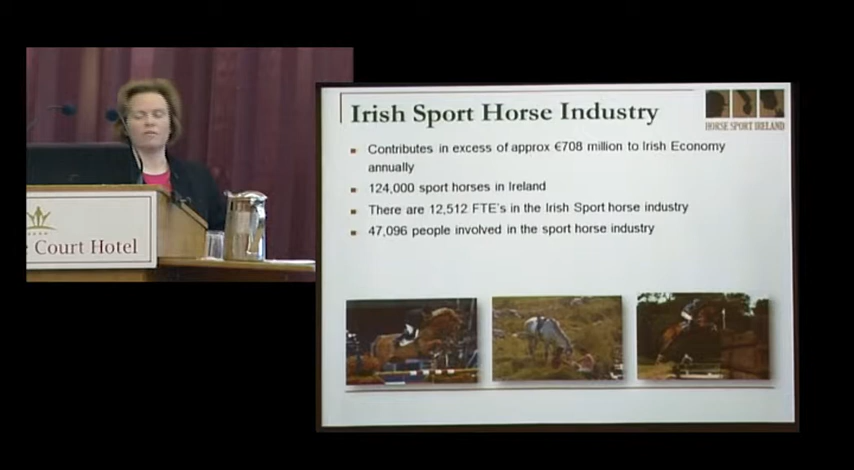 Irish Sport Horse Industry
HORSE SPORT IRELAND
Contributes in excess of approx €708 million to Irish Economy
annually
124,000 sport horses in Ireland
There are 12,512 FTE's in the Irish Sport horse industry
47,096 people involved in the sport horse industry
Court Hotel